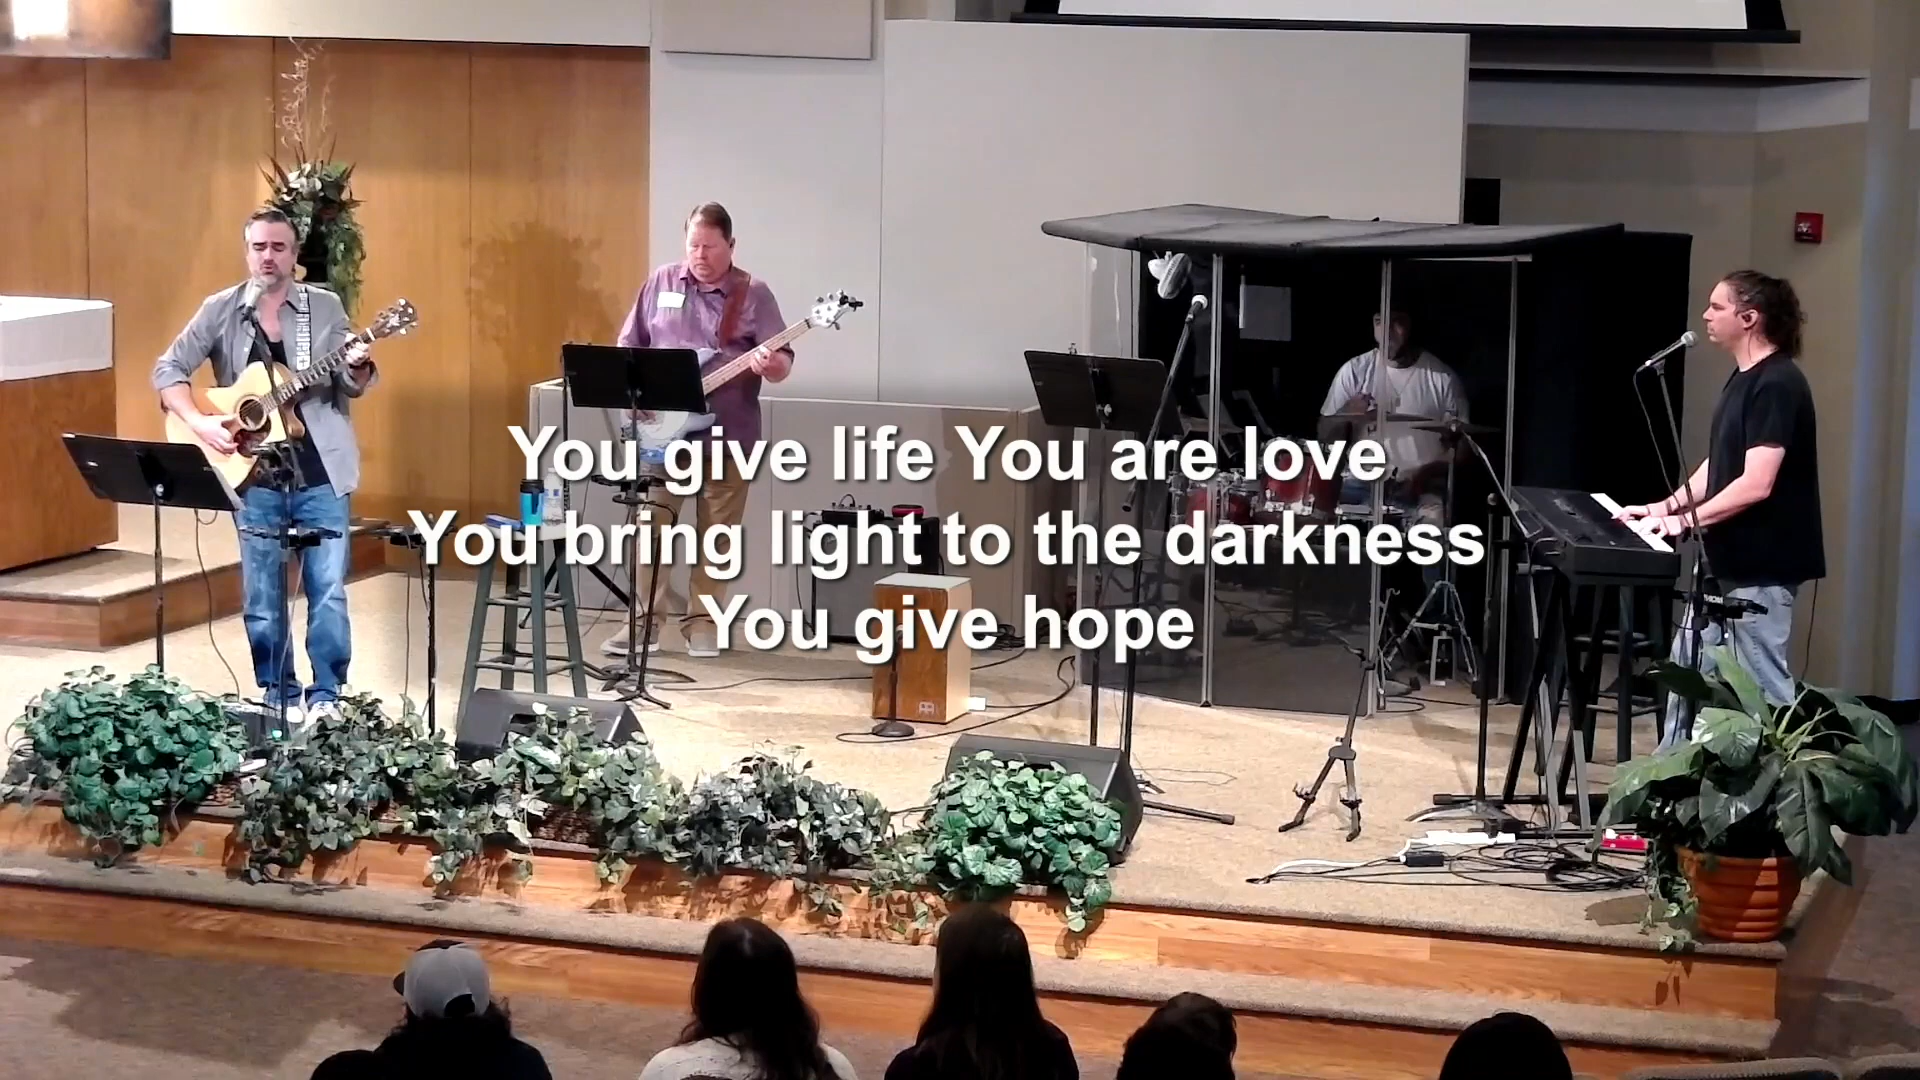 You give life You are love
You bring light to the darkness
You give hope